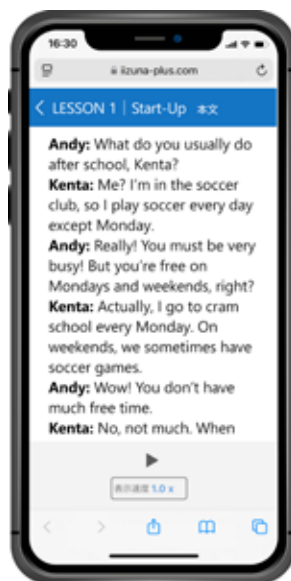 16:30
iizuna-plus.com
LESSON 1 | Start-Up 本文
Andy: What do you usually do
after school, Kenta?
Kenta: Me? I'm in the soccer
club, so I play soccer every day
except Monday.
Andy: Really! You must be very
busy! But you're free on
Mondays and weekends, right?
Kenta: Actually, I go to cram
school every Monday. On
weekends, we sometimes have
soccer games.
Andy: Wow! You don't have
much free time.
Kenta: No, not much. When
1.0 x